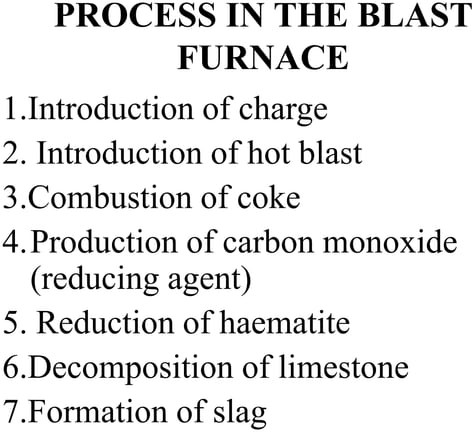 PROCESS IN THE BLAST
FURNACE
1.Introduction of charge
2. Introduction of hot blast
3.Combustion of coke
4.Production of carbon monoxide
(reducing agent)
5. Reduction of haematite
6.Decomposition of limestone
7.Formation of slag